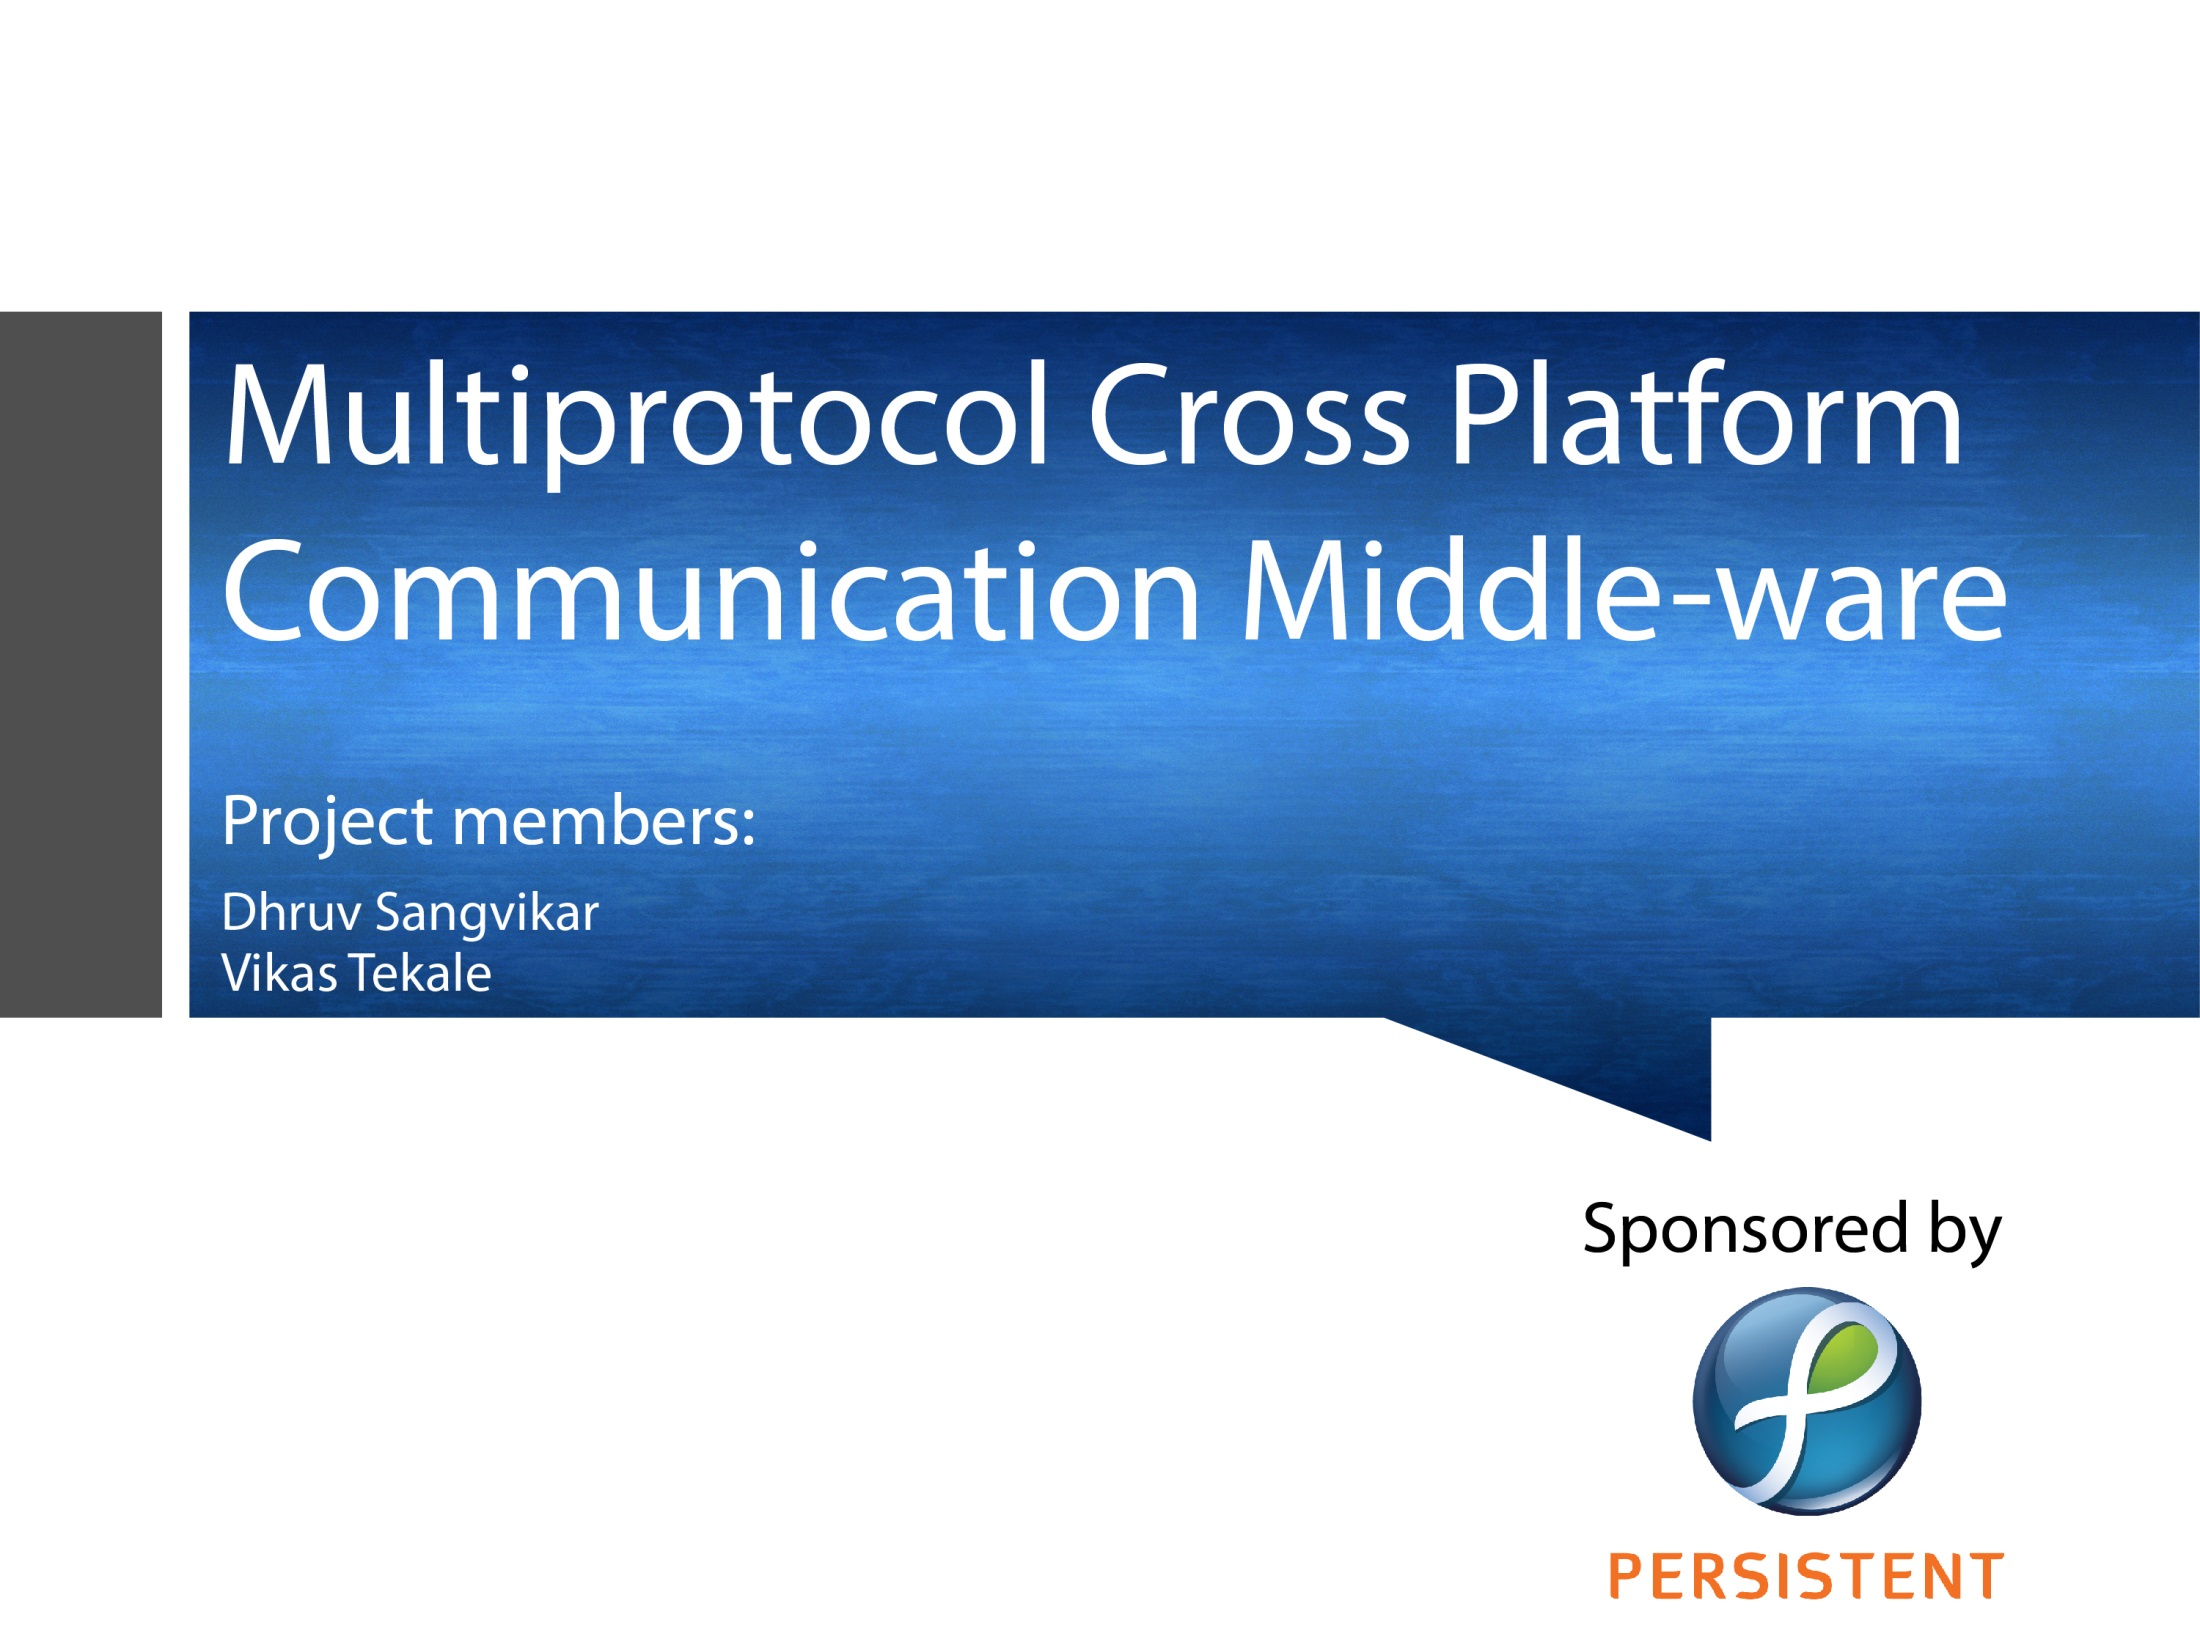 Multiprotocol Cross Platform
Communication Middle-ware
Project members:
Dhruv Sangvikar
Vikas Tekale
Sponsored by
PERSISTENT